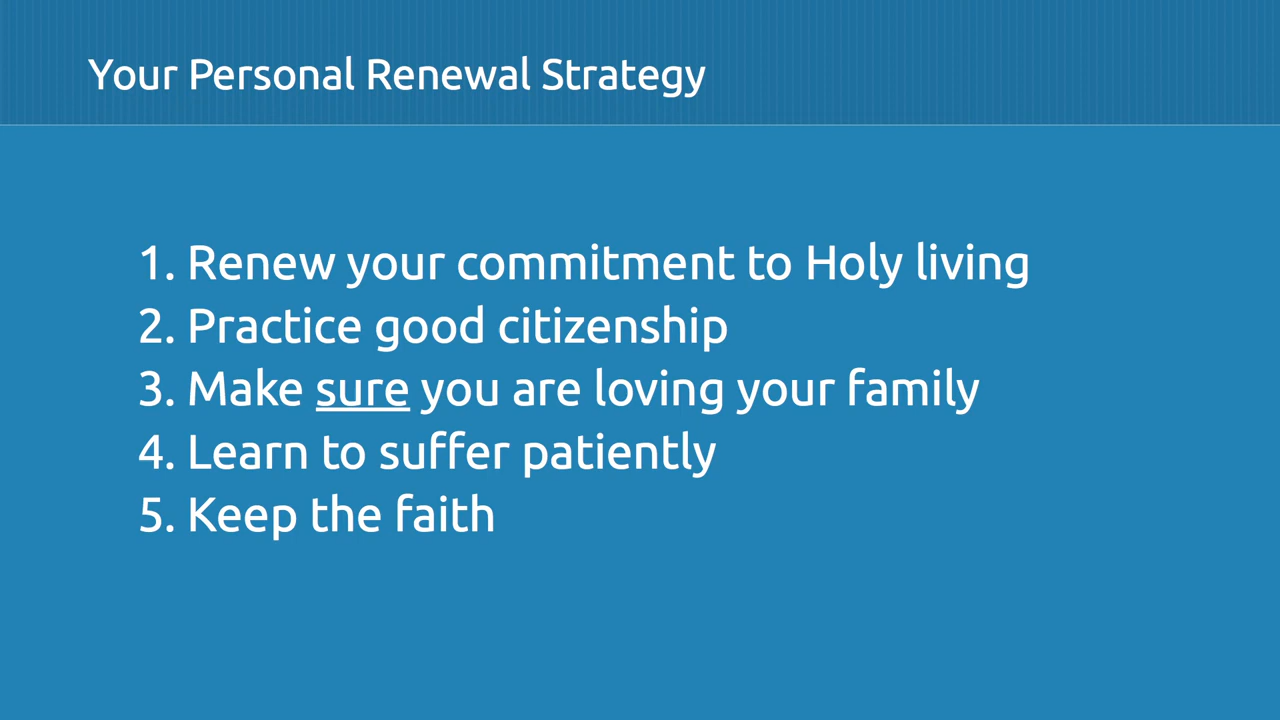 Your Personal Renewal Strategy
1. Renew your commitment to Holy living
2. Practice good citizenship
3. Make sure you are loving your family
4. Learn to suffer patiently
5. Keep the faith